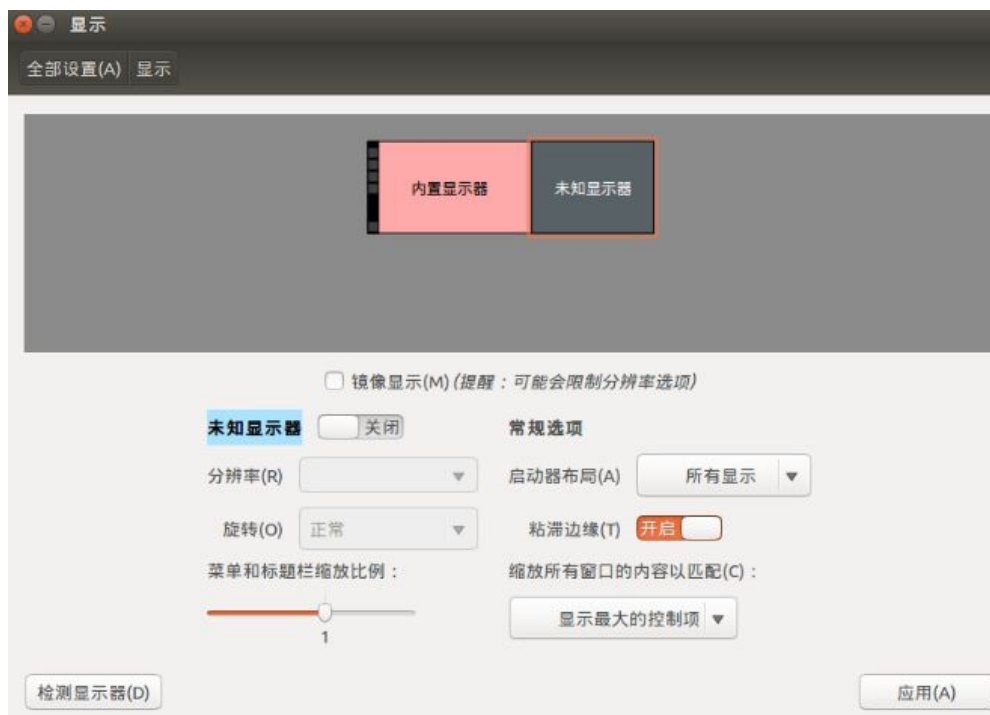 显示
全部设置(A) 显示
内置显示器 未知显示器
镜像显示(M) (提醒：可能会限制分辨率选项)
未知显示器 关闭 常规选项
分辨率(R) 启动器布局(A) 所有显示
旋转(O) 正常 粘滞边缘(T) 开启
菜单和标题栏缩放比例： 缩放所有窗口的内容以匹配(C)：
1 显示最大的控制项
检测显示器(D) 应用(A)